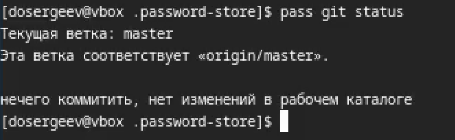 [dosergeev@vbox .password-store]$ pass git status
Текущая ветка: master
Эта ветка соответствует «origin/master».
нечего коммитить, нет изменений в рабочем каталоге
[dosergeev@vbox .password-store]$